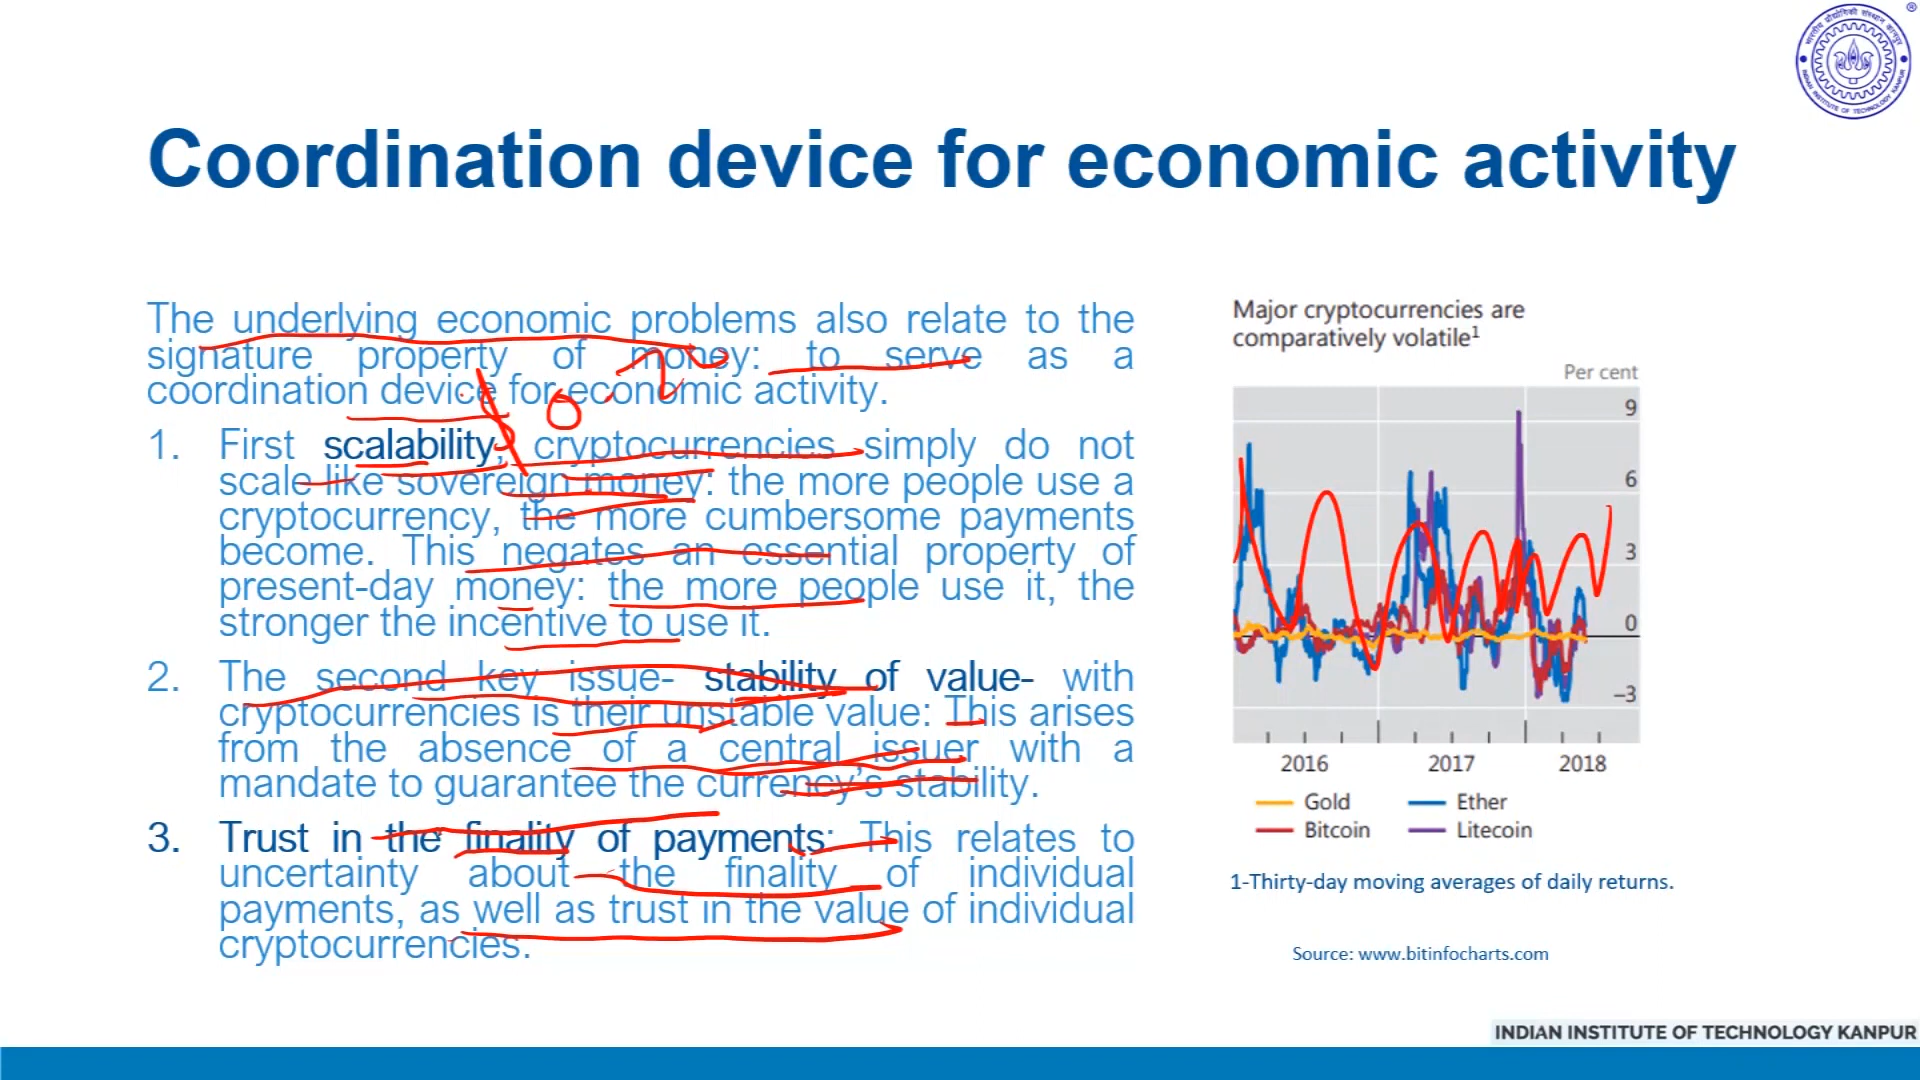 ®
भारतीय प्रौद्योगिकी संस्थान कानपुर
INDIAN INSTITUTE OF TECHNOLOGY KANPUR
Coordination device for economic activity
The underlying economic problems also relate to the
signature property of money: to serve as a
coordination device for economic activity.
1. First scalability, cryptocurrencies simply do not
scale like sovereign money: the more people use a
cryptocurrency, the more cumbersome payments
become. This negates an essential property of
present-day money: the more people use it, the
stronger the incentive to use it.
2. The second key issue- stability of value- with
cryptocurrencies is their unstable value: This arises
from the absence of a central issuer with a
mandate to guarantee the currency's stability.
3. Trust in the finality of payments: This relates to
uncertainty about the finality of individual
payments, as well as trust in the value of individual
cryptocurrencies.
Major cryptocurrencies are
comparatively volatile1
Per cent
9
6
3
0
–3
2016 2017 2018
Gold Ether
Bitcoin Litecoin
1-Thirty-day moving averages of daily returns.
Source: www.bitinfocharts.com
INDIAN INSTITUTE OF TECHNOLOGY KANPUR